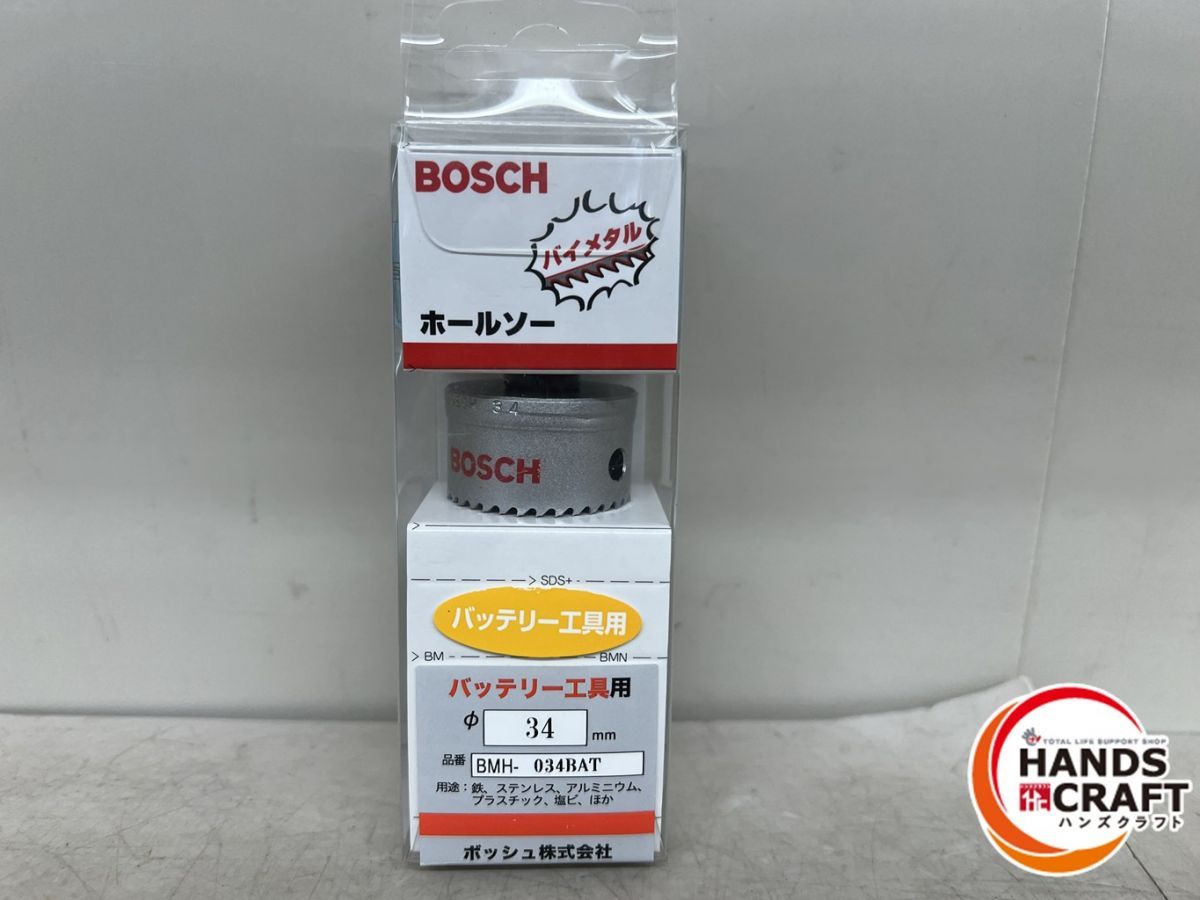 BOSCH
バイメタル
ホールソー
34
BOSCH
> SDS+
バッテリー工具用
> BM
BMN
バッテリー工具用
φ 34 mm
品番 BMH- 034BAT
用途：鉄、ステンレス、アルミニウム、
プラスチック、塩ビ、ほか
ボッシュ株式会社
TOTAL LIFE SUPPORT SHOP
HANDS
CRAFT
ハンズクラフト